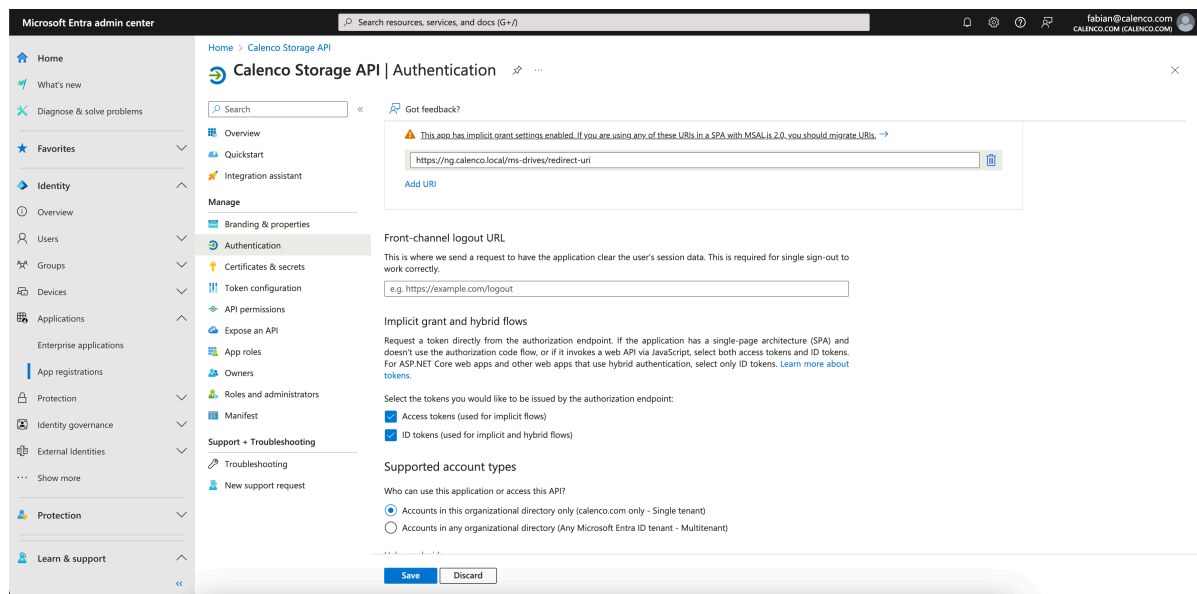 Microsoft Entra admin center
Search resources, services, and docs (G+/)
fabian@calenco.com
CALENCO.COM (CALENCO.COM)
Home
What's new
Diagnose & solve problems
Favorites
Identity
Overview
Users
Groups
Devices
Applications
Enterprise applications
App registrations
Protection
Identity governance
External Identities
Show more
Protection
Learn & support
Home > Calenco Storage API
Calenco Storage API | Authentication
Search
Overview
Quickstart
Integration assistant
Manage
Branding & properties
Authentication
Certificates & secrets
Token configuration
API permissions
Expose an API
App roles
Owners
Roles and administrators
Manifest
Support + Troubleshooting
Troubleshooting
New support request
Got feedback?
This app has implicit grant settings enabled. If you are using any of these URIs in a SPA with MSAL.js 2.0, you should migrate URIs.
https://ng.calenco.local/ms-drives/redirect-uri
Add URI
Front-channel logout URL
This is where we send a request to have the application clear the user's session data. This is required for single sign-out to
work correctly.
e.g. https://example.com/logout
Implicit grant and hybrid flows
Request a token directly from the authorization endpoint. If the application has a single-page architecture (SPA) and
doesn't use the authorization code flow, or if it invokes a web API via JavaScript, select both access tokens and ID tokens.
For ASP.NET Core web apps and other web apps that use hybrid authentication, select only ID tokens. Learn more about
tokens.
Select the tokens you would like to be issued by the authorization endpoint:
Access tokens (used for implicit flows)
ID tokens (used for implicit and hybrid flows)
Supported account types
Who can use this application or access this API?
Accounts in this organizational directory only (calenco.com only - Single tenant)
Accounts in any organizational directory (Any Microsoft Entra ID tenant - Multitenant)
Save
Discard